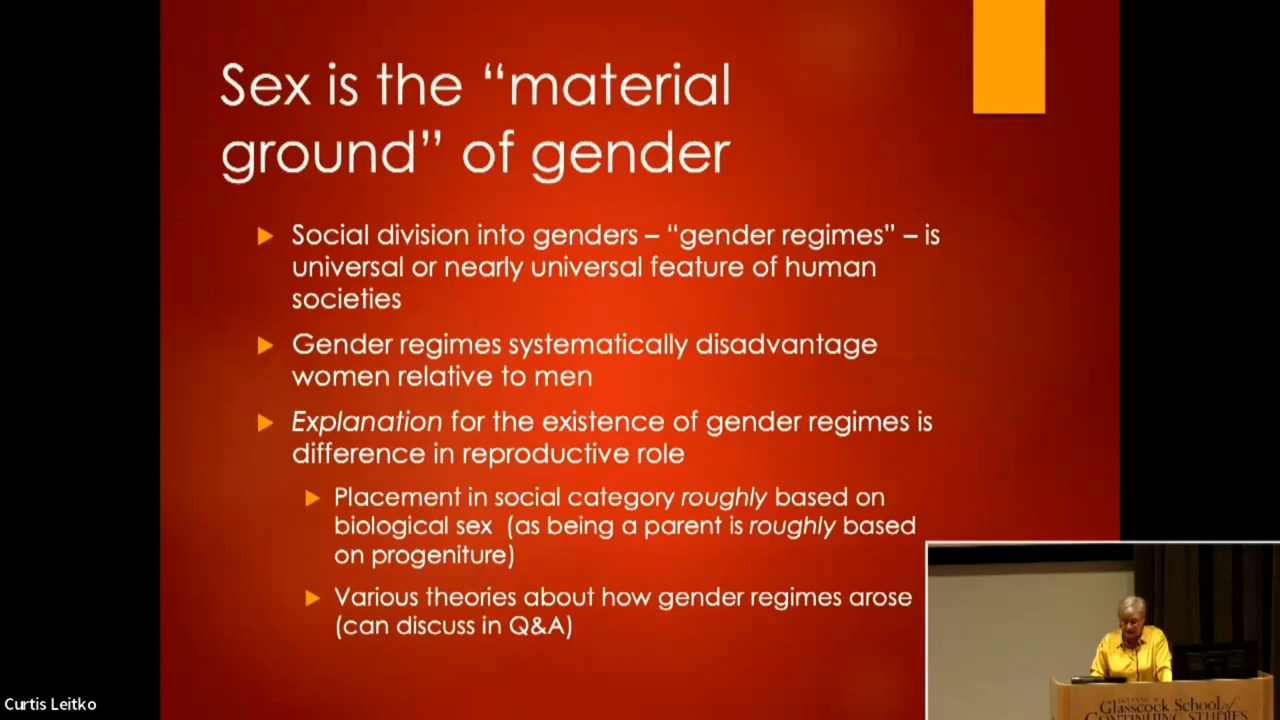 Sex is the “material
ground” of gender
Social division into genders – “gender regimes” – is
universal or nearly universal feature of human
societies
Gender regimes systematically disadvantage
women relative to men
Explanation for the existence of gender regimes is
difference in reproductive role
Placement in social category roughly based on
biological sex (as being a parent is roughly based
on progeniture)
Various theories about how gender regimes arose
(can discuss in Q&A)
Glasscock School of
CONTINUING STUDIES
Curtis Leitko